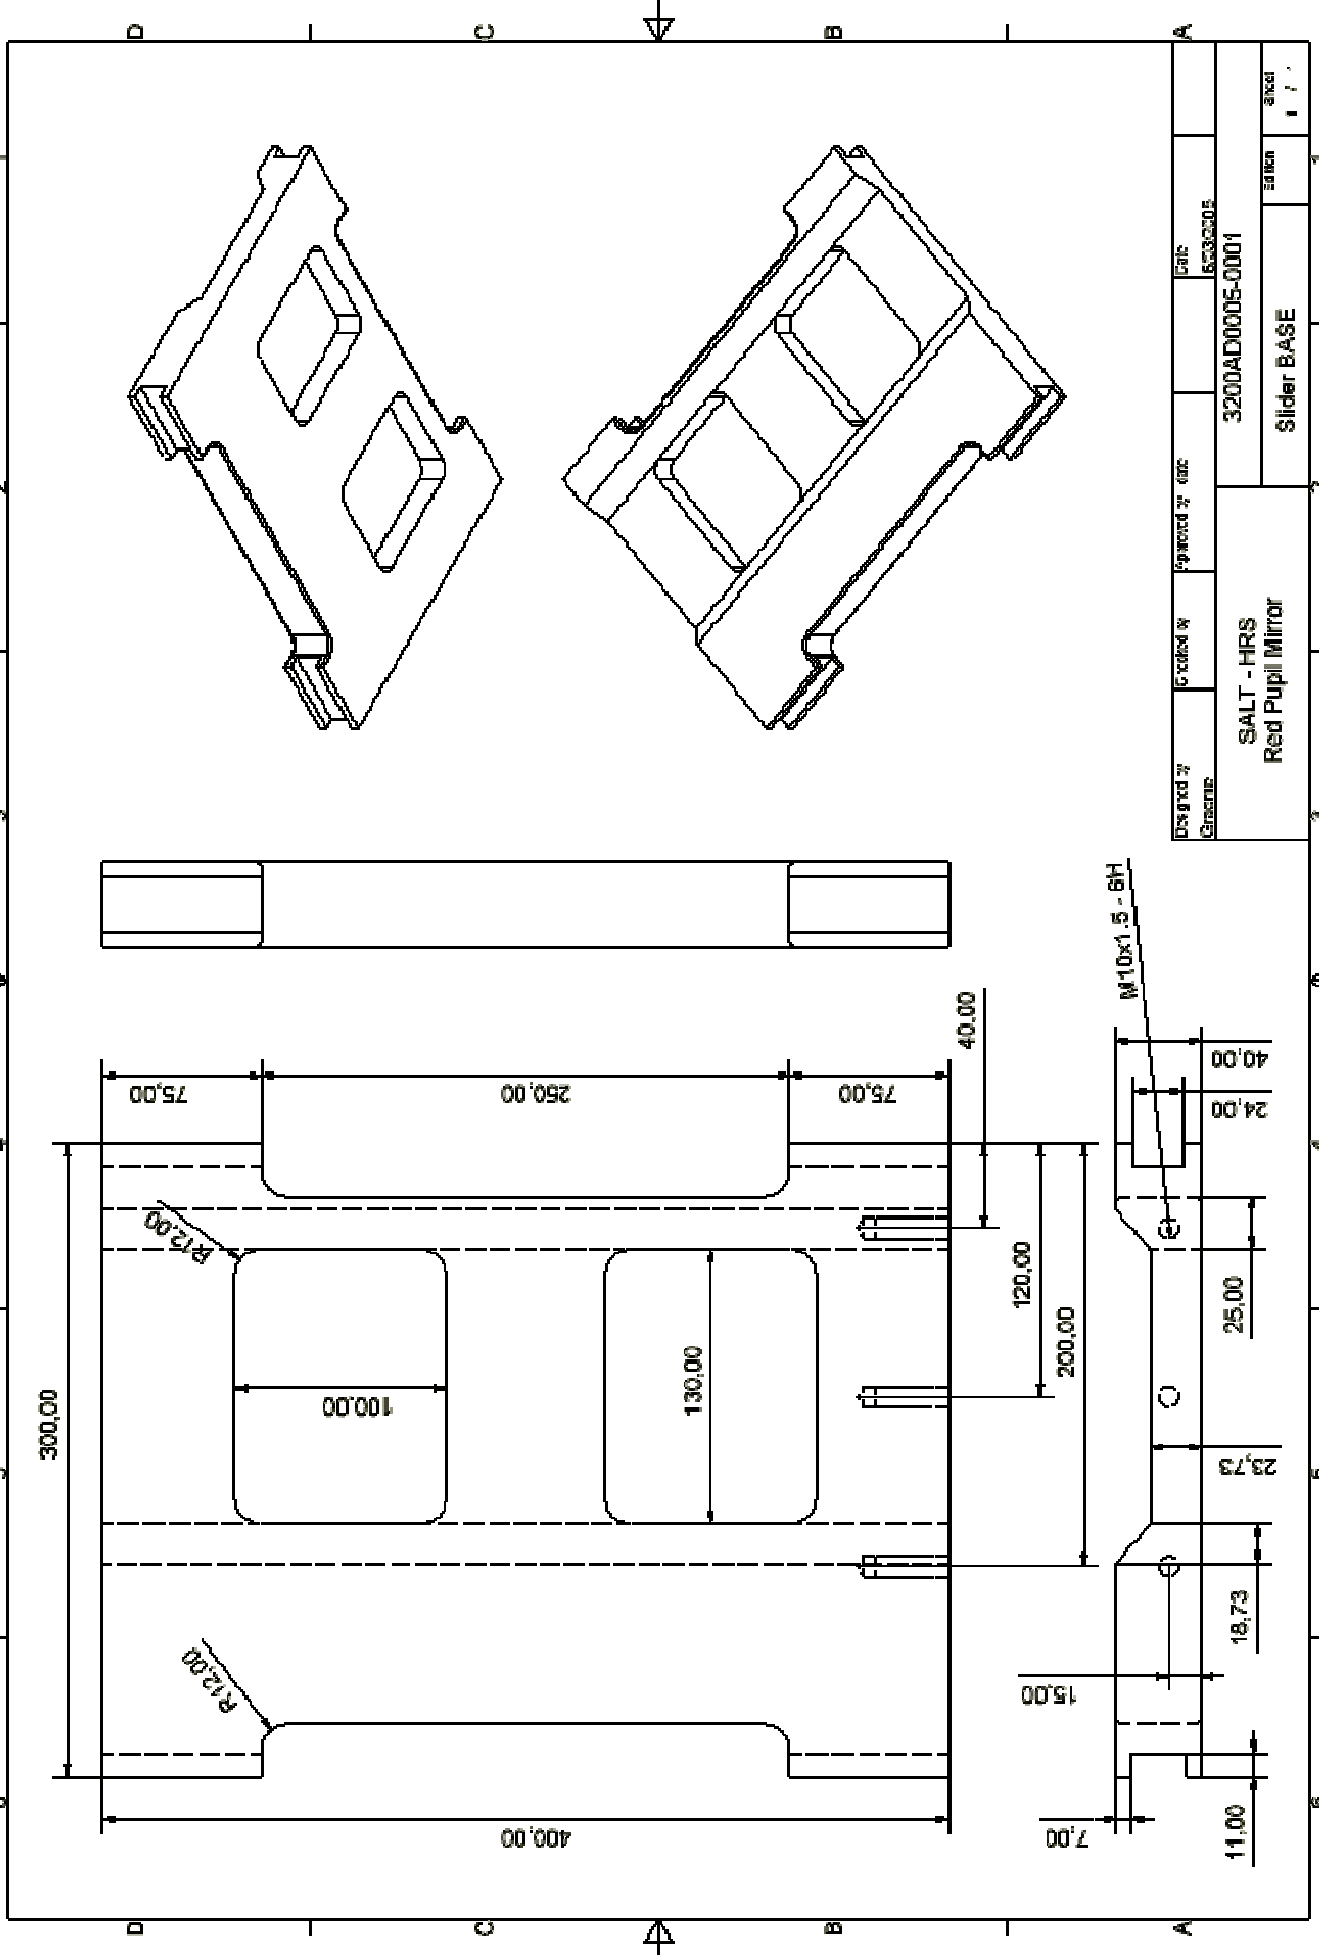 D
C
B
A
300,00
R12,00
R12,00
100,00
130,00
400,00
75,00
250,00
75,00
40,00
120,00
200,00
M10x1.5 - 6H
40,00
24,00
25,00
23,73
18,73
15,00
7,00
11,00
Designed by
Checked by
Approved by
date
Date
Graeme
3200AD0005-0001
SALT - HRS
Red Pupil Mirror
Slider BASE
Edition
Sheet
D
C
B
A